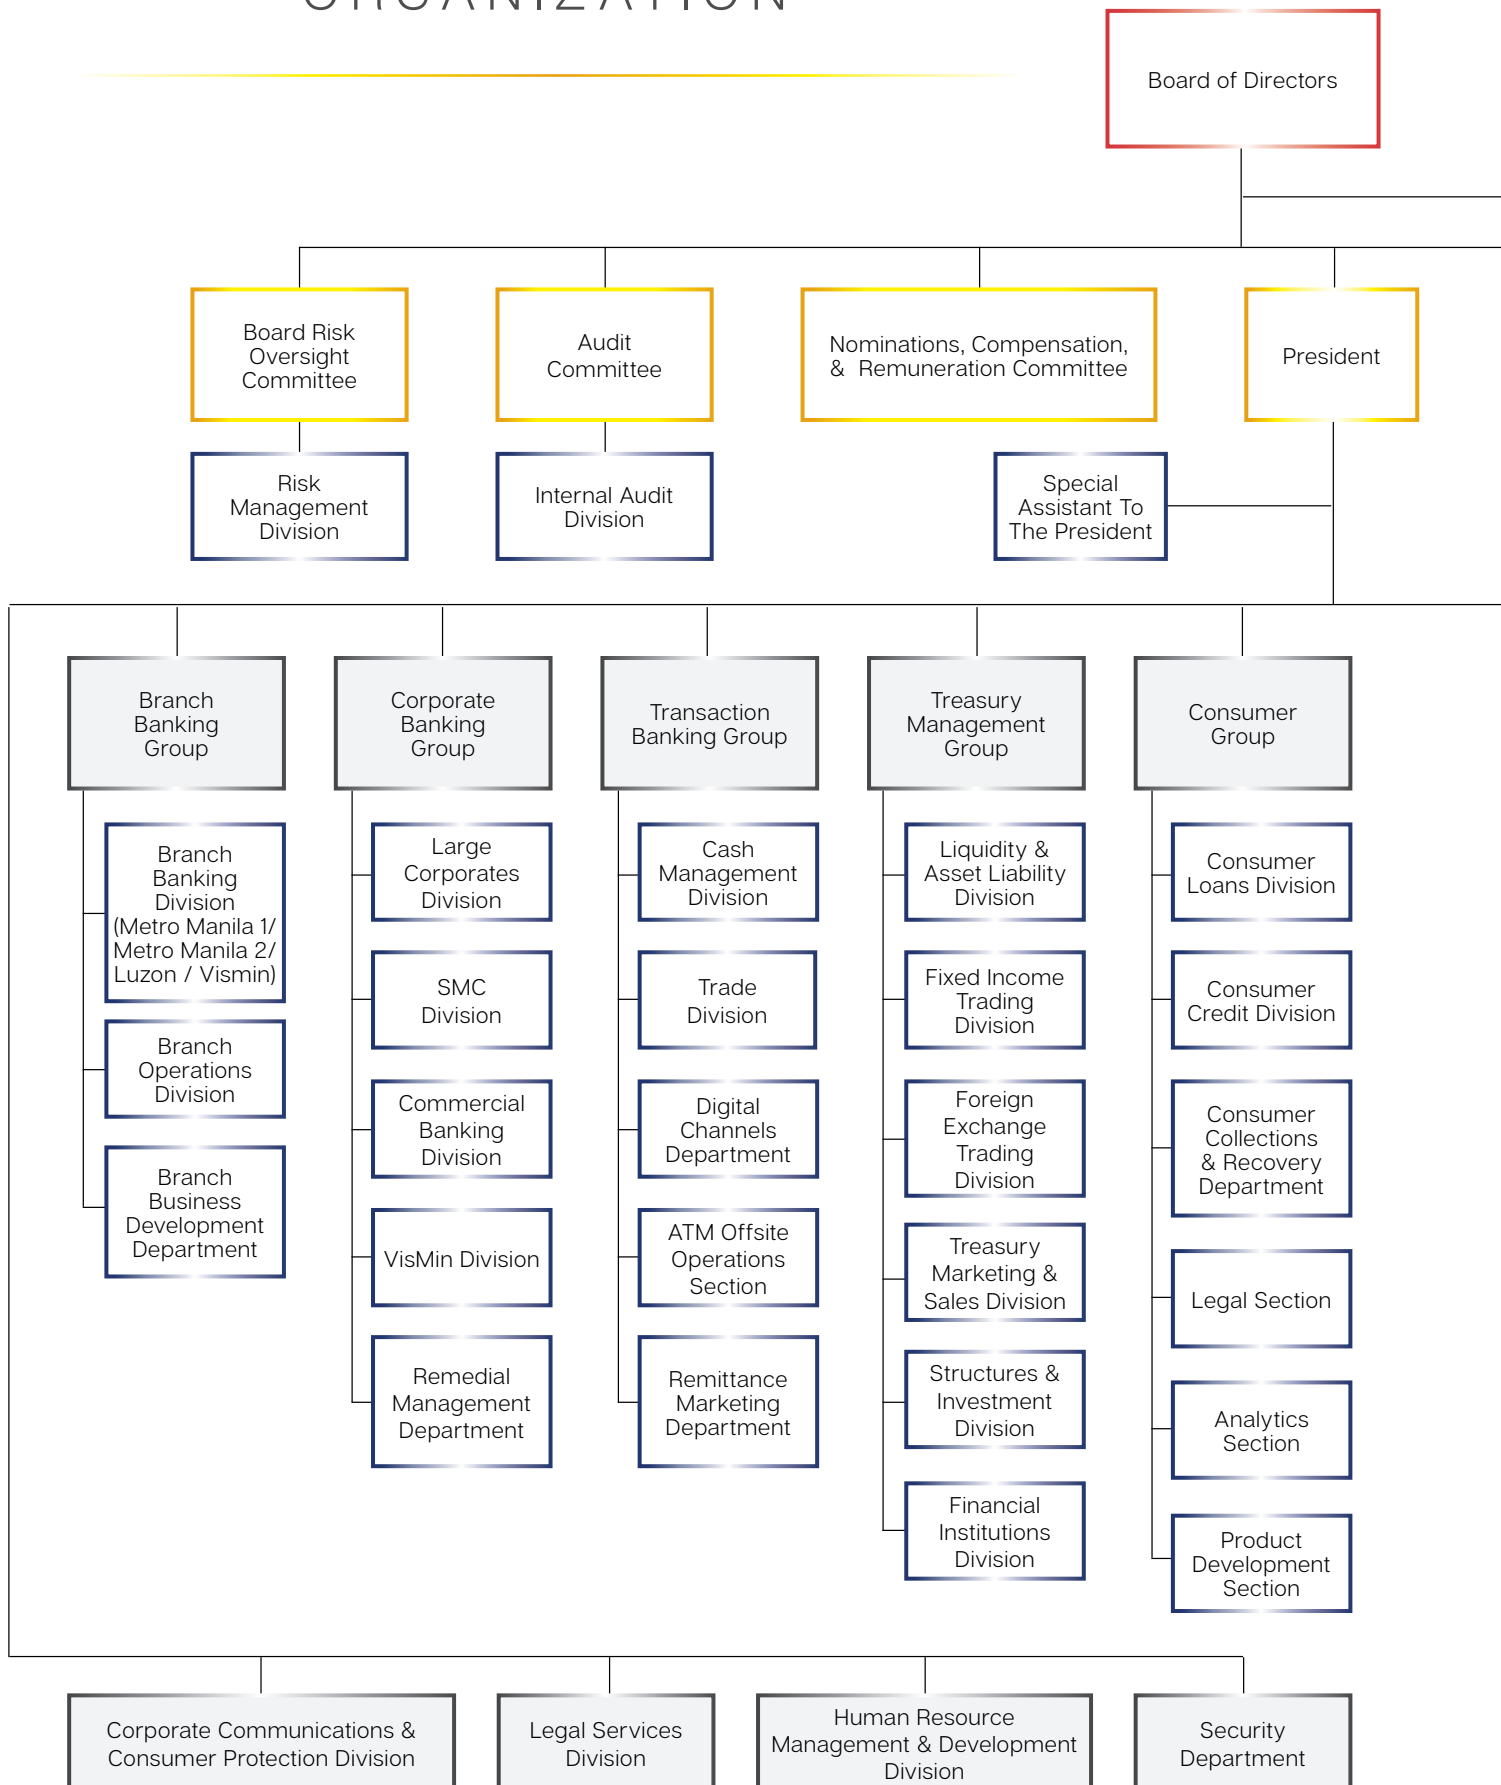 ORGANIZATION
Board of Directors
Board Risk
Oversight
Committee
Audit
Committee
Nominations, Compensation,
& Remuneration Committee
President
Risk
Management
Division
Internal Audit
Division
Special
Assistant To
The President
Branch
Banking
Group
Corporate
Banking
Group
Transaction
Banking Group
Treasury
Management
Group
Consumer
Group
Branch
Banking
Division
(Metro Manila 1/
Metro Manila 2/
Luzon / Vismin)
Branch
Operations
Division
Branch
Business
Development
Department
Large
Corporates
Division
SMC
Division
Commercial
Banking
Division
VisMin Division
Remedial
Management
Department
Cash
Management
Division
Trade
Division
Digital
Channels
Department
ATM Offsite
Operations
Section
Remittance
Marketing
Department
Liquidity &
Asset Liability
Division
Fixed Income
Trading
Division
Foreign
Exchange
Trading
Division
Treasury
Marketing &
Sales Division
Structures &
Investment
Division
Financial
Institutions
Division
Consumer
Loans Division
Consumer
Credit Division
Consumer
Collections
& Recovery
Department
Legal Section
Analytics
Section
Product
Development
Section
Corporate Communications &
Consumer Protection Division
Legal Services
Division
Human Resource
Management & Development
Division
Security
Department